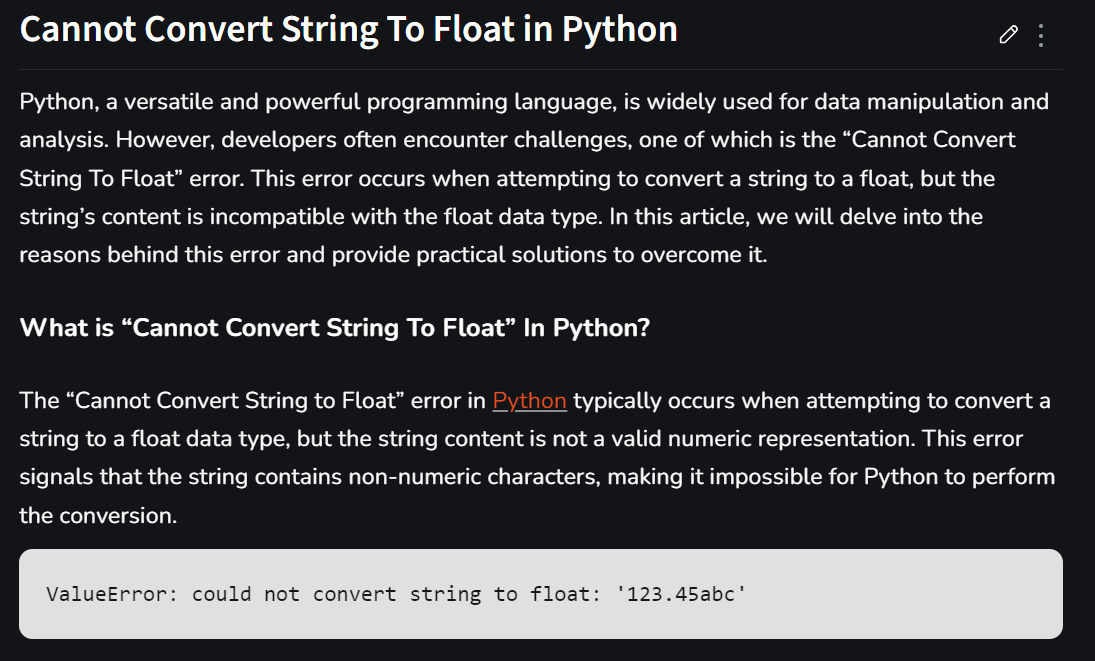 Cannot Convert String To Float in Python
Python, a versatile and powerful programming language, is widely used for data manipulation and
analysis. However, developers often encounter challenges, one of which is the “Cannot Convert
String To Float” error. This error occurs when attempting to convert a string to a float, but the
string’s content is incompatible with the float data type. In this article, we will delve into the
reasons behind this error and provide practical solutions to overcome it.
What is “Cannot Convert String To Float” In Python?
The “Cannot Convert String to Float” error in Python typically occurs when attempting to convert a
string to a float data type, but the string content is not a valid numeric representation. This error
signals that the string contains non-numeric characters, making it impossible for Python to perform
the conversion.
ValueError: could not convert string to float: '123.45abc'